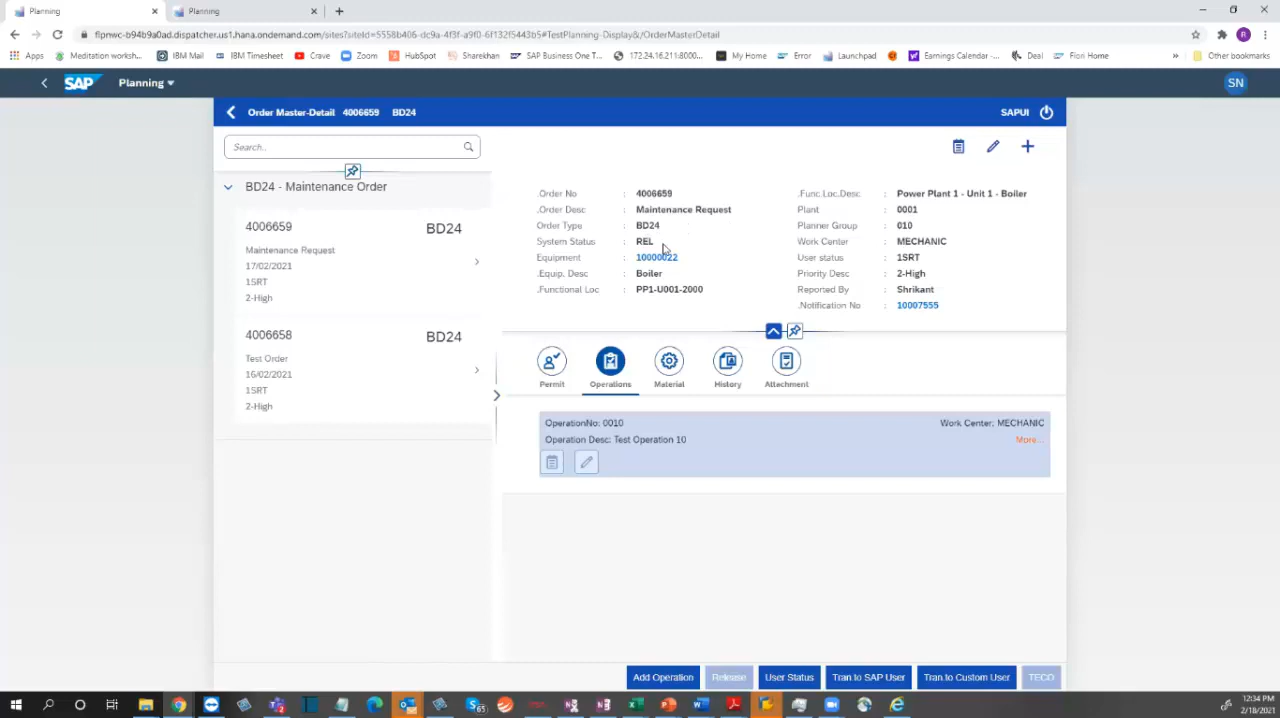 Planning
Planning
flpnwc-b94b9a0ad.dispatcher.us1.hana.ondemand.com/sites?siteId=5558b406-dc9a-4f3f-a9f0-6f132f5443b5#TestPlanning-Display&/OrderMasterDetail
Apps
Meditation worksh...
IBM Mail
IBM Timesheet
Crave
Zoom
HubSpot
Sharekhan
SAP Business One T...
172.24.16.211:8000...
My Home
Error
Launchpad
Earnings Calendar -...
Deal
Fiori Home
Other bookmarks
SAP
Planning
SN
Order Master-Detail 4006659 BD24
SAPUI
Search..
BD24 - Maintenance Order
4006659 BD24
Maintenance Request
17/02/2021
1SRT
2-High
4006658 BD24
Test Order
16/02/2021
1SRT
2-High
.Order No : 4006659
.Order Desc : Maintenance Request
Order Type : BD24
System Status : REL
Equipment : 10000022
.Equip. Desc : Boiler
.Functional Loc : PP1-U001-2000
.Func.Loc.Desc. : Power Plant 1 - Unit 1 - Boiler
Plant : 0001
Planner Group : 010
Work Center : MECHANIC
User status : 1SRT
Priority Desc : 2-High
Reported By : Shrikant
.Notification No : 10007555
Permit
Operations
Material
History
Attachment
OperationNo: 0010
Work Center: MECHANIC
Operation Desc: Test Operation 10
More...
Add Operation
Release
User Status
Tran to SAP User
Tran.to Custom User
TECO
12:34 PM
2/18/2021